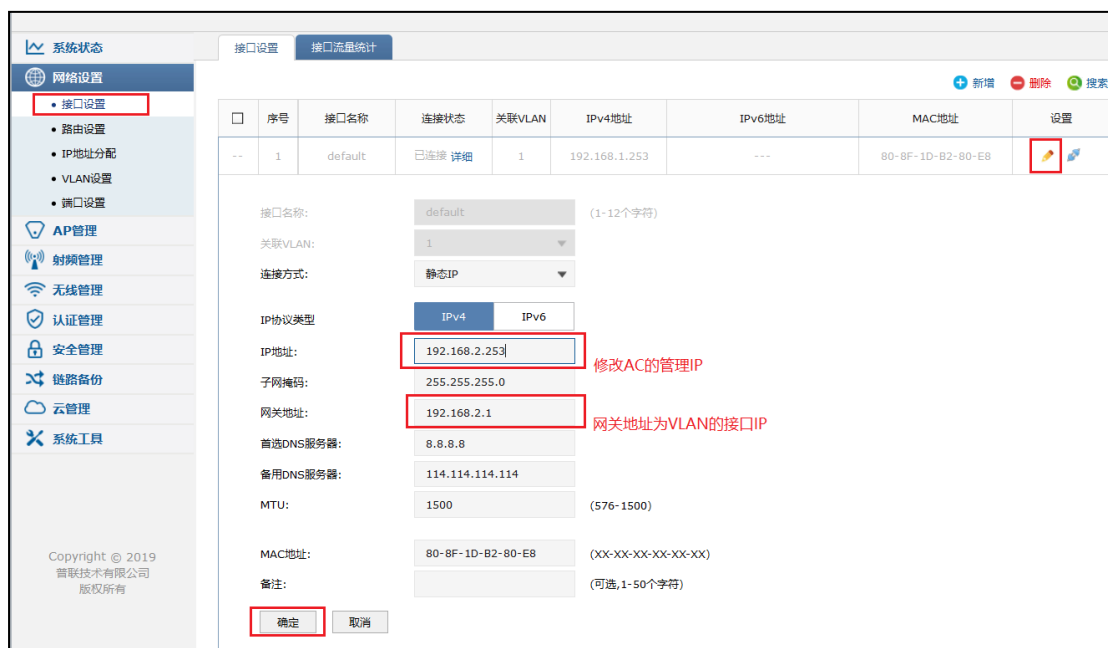 系统状态
网络设置
接口设置
路由设置
IP地址分配
VLAN设置
端口设置
AP管理
射频管理
无线管理
认证管理
安全管理
链路备份
云管理
系统工具
Copyright © 2019
普联技术有限公司
版权所有
接口设置 接口流量统计
新增 删除 搜索
序号 接口名称 连接状态 关联VLAN IPv4地址 IPv6地址 MAC地址 设置
-- 1 default 已连接 详细 1 192.168.1.253 --- 80-8F-1D-B2-80-E8
接口名称: default (1-12个字符)
关联VLAN: 1
连接方式: 静态IP
IP协议类型 IPv4 IPv6
IP地址: 192.168.2.253
修改AC的管理IP
子网掩码: 255.255.255.0
网关地址: 192.168.2.1
网关地址为VLAN的接口IP
首选DNS服务器: 8.8.8.8
备用DNS服务器: 114.114.114.114
MTU: 1500 (576-1500)
MAC地址: 80-8F-1D-B2-80-E8 (XX-XX-XX-XX-XX-XX)
备注: (可选,1-50个字符)
确定 取消